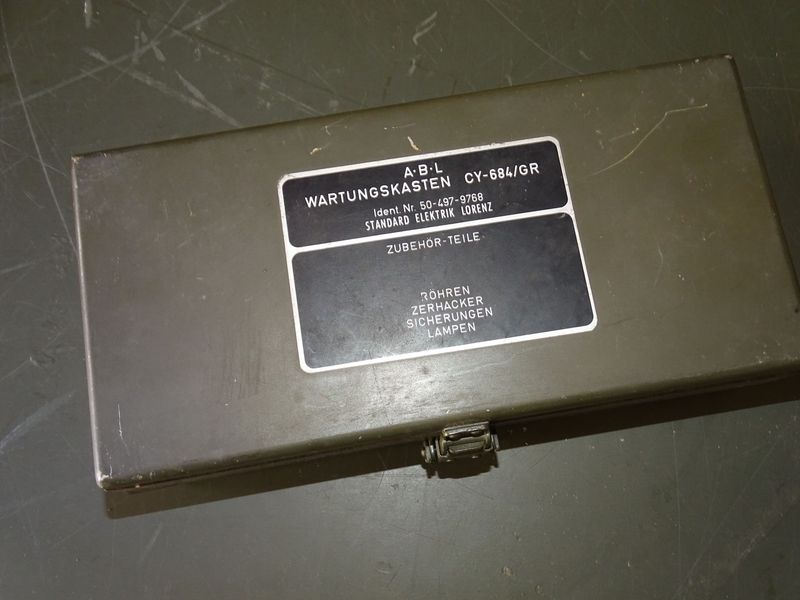 A·B·L
WARTUNGSKASTEN CY-684/GR
Ident. Nr. 50-497-9768
STANDARD ELEKTRIK LORENZ
ZUBEHÖR-TEILE
RÖHREN
ZERHACKER
SICHERUNGEN
LAMPEN